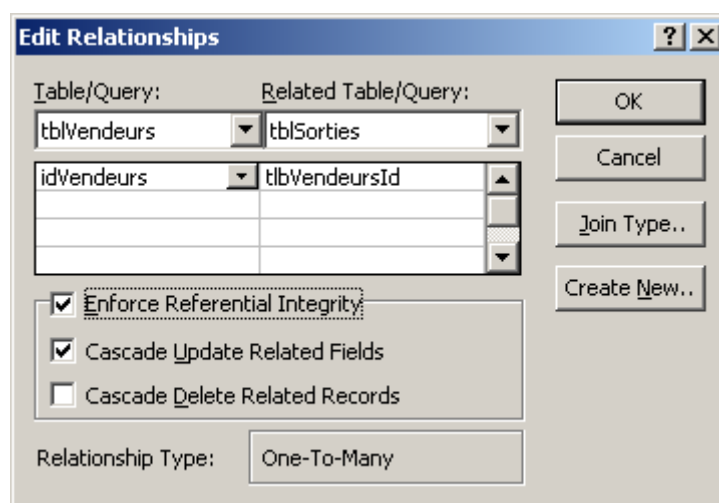 Edit Relationships
Table/Query: Related Table/Query:
tblVendeurs tblSorties
idVendeurs tlbVendeursId
Enforce Referential Integrity
Cascade Update Related Fields
Cascade Delete Related Records
Relationship Type: One-To-Many
OK
Cancel
Join Type..
Create New..